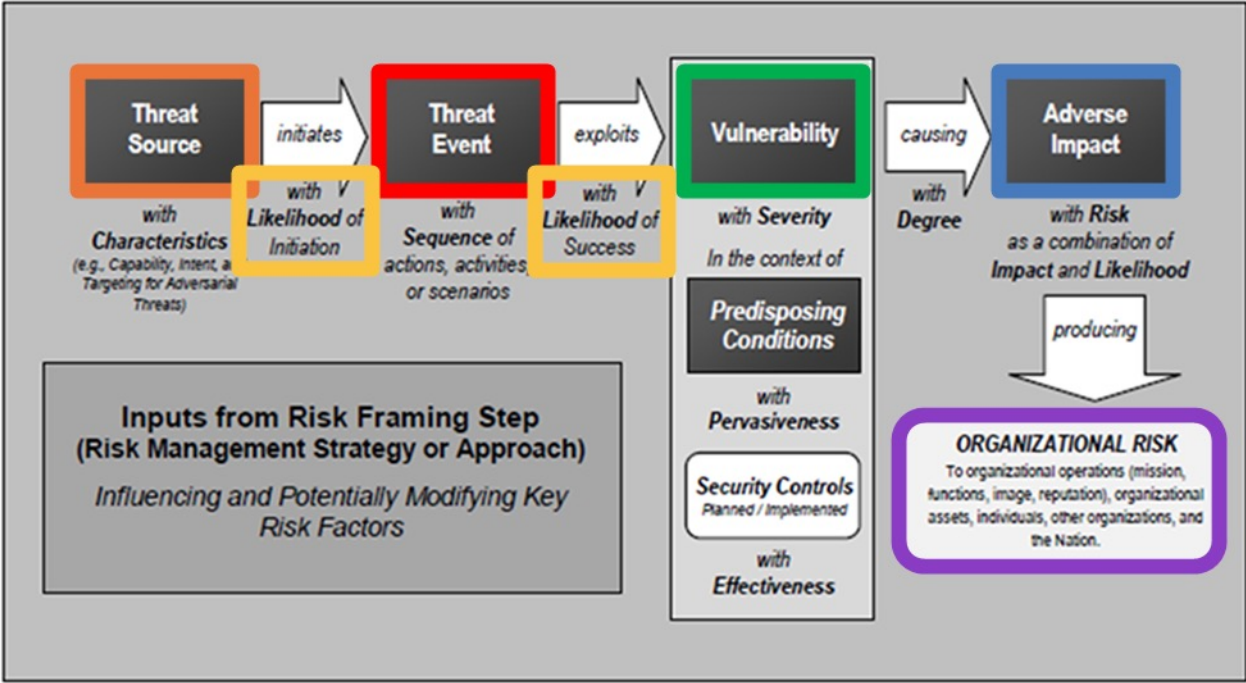 Threat
Source
initiates
Threat
Event
exploits
Vulnerability
causing
Adverse
Impact
with
Characteristics
(e.g., Capability, Intent, a
Targeting for Adversarial
Threats)
with
Likelihood of
Initiation
with
Sequence of
actions, activities,
or scenarios
with
Likelihood of
Success
with Severity
In the context of
Predisposing
Conditions
with
Pervasiveness
Security Controls
Planned / Implemented
with
Effectiveness
with
Degree
with Risk
as a combination of
Impact and Likelihood
producing
ORGANIZATIONAL RISK
To organizational operations (mission,
functions, image, reputation), organizational
assets, individuals, other organizations, and
the Nation.
Inputs from Risk Framing Step
(Risk Management Strategy or Approach)
Influencing and Potentially Modifying Key
Risk Factors